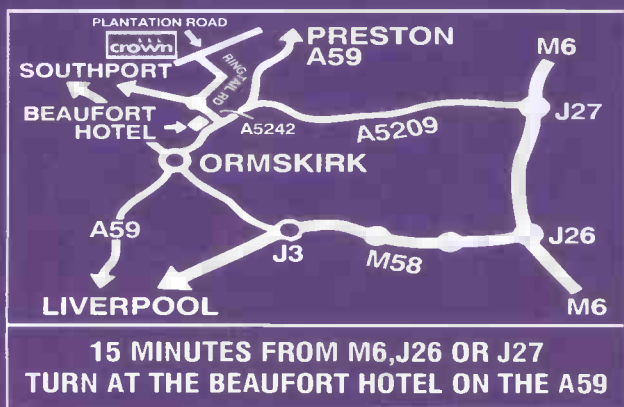 PLANTATION ROAD
crown
PRESTON
A59
M6
SOUTHPORT
RINGTAIL RD
BEAUFORT
HOTEL
A5242
A5209
J27
ORMSKIRK
A59
J3
M58
J26
LIVERPOOL
M6
15 MINUTES FROM M6,J26 OR J27
TURN AT THE BEAUFORT HOTEL ON THE A59